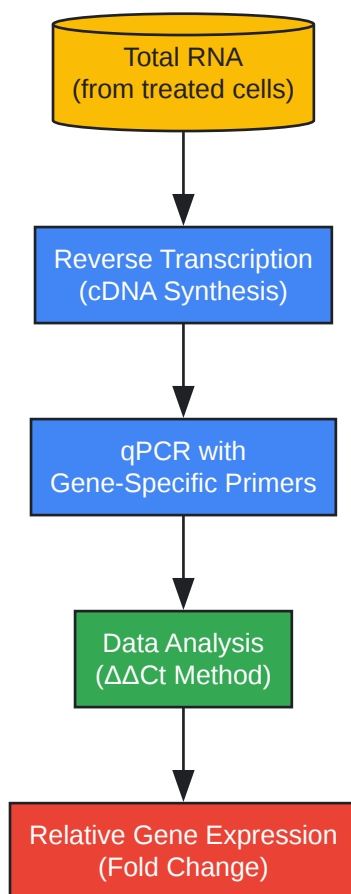 Total RNA
(from treated cells)
Reverse Transcription
(cDNA Synthesis)
qPCR with
Gene-Specific Primers
Data Analysis
(ΔΔCt Method)
Relative Gene Expression
(Fold Change)